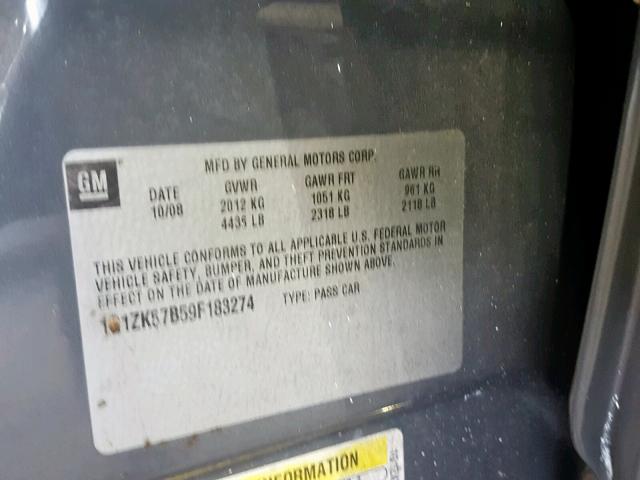 GM
MFD BY GENERAL MOTORS CORP.
DATE GVWR GAWR FRT GAWR RR
10/08 2012 KG 1051 KG 961 KG
4435 LB 2318 LB 2118 LB
THIS VEHICLE CONFORMS TO ALL APPLICABLE U.S. FEDERAL MOTOR
VEHICLE SAFETY, BUMPER, AND THEFT PREVENTION STANDARDS IN
EFFECT ON THE DATE OF MANUFACTURE SHOWN ABOVE.
1G1ZK57B59F183274 TYPE: PASS CAR
INFORMATION